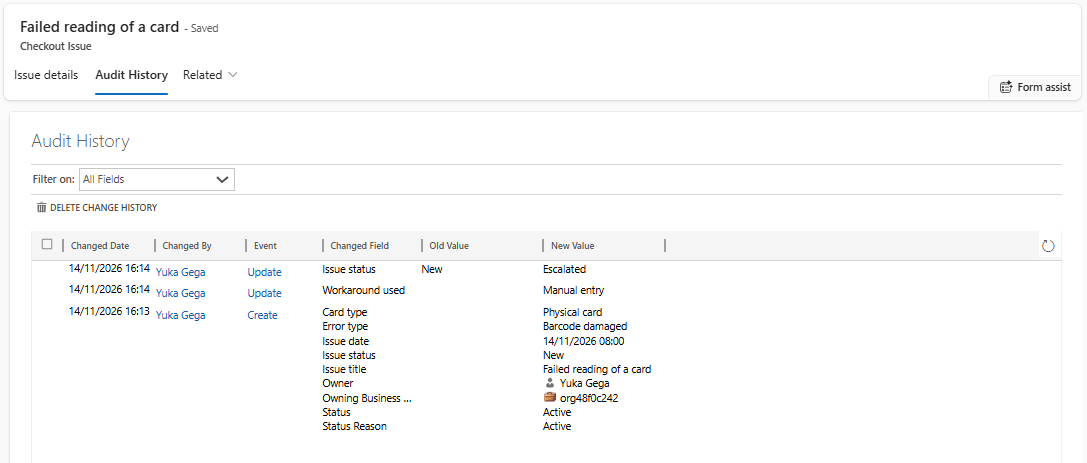 Failed reading of a card - Saved
Checkout Issue
Issue details Audit History Related
Form assist
Audit History
Filter on: All Fields
DELETE CHANGE HISTORY
Changed Date Changed By Event Changed Field Old Value New Value
14/11/2026 16:14 Yuka Gega Update Issue status New Escalated
14/11/2026 16:14 Yuka Gega Update Workaround used Manual entry
14/11/2026 16:13 Yuka Gega Create Card type Physical card
Error type Barcode damaged
Issue date 14/11/2026 08:00
Issue status New
Issue title Failed reading of a card
Owner Yuka Gega
Owning Business ... org48f0c242
Status Active
Status Reason Active